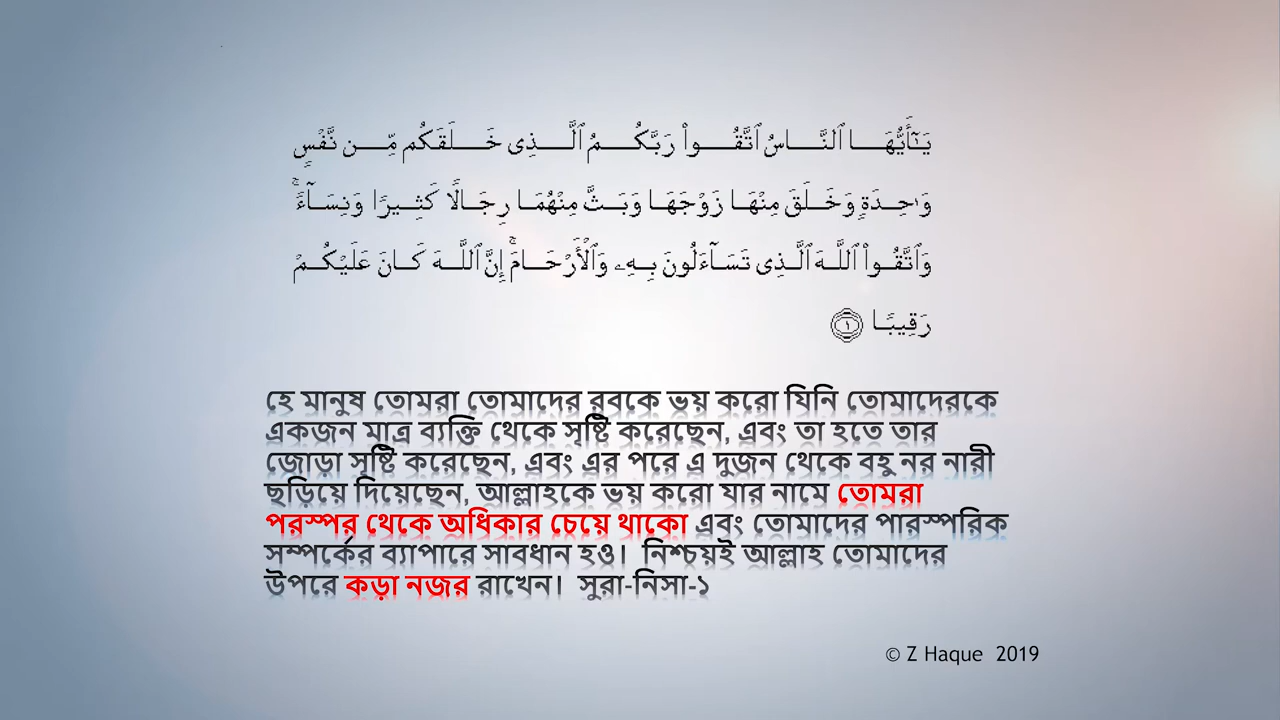 يَـٰٓأَيُّهَا ٱلنَّاسُ ٱتَّقُوا۟ رَبَّكُمُ ٱلَّذِى خَلَقَكُم مِّن نَّفْسٍۢ
وَٰحِدَةٍۢ وَخَلَقَ مِنْهَا زَوْجَهَا وَبَثَّ مِنْهُمَا رِجَالًۭا كَثِيرًۭا وَنِسَآءًۭ ۚ
وَٱتَّقُوا۟ ٱللَّهَ ٱلَّذِى تَسَآءَلُونَ بِهِۦ وَٱلْأَرْحَامَ ۚ إِنَّ ٱللَّهَ كَانَ عَلَيْكُمْ
رَقِيبًۭا ١
হে মানুষ তোমরা তোমাদের রবকে ভয় করো যিনি তোমাদেরকে
একজন মাত্র ব্যক্তি থেকে সৃষ্টি করেছেন, এবং তা হতে তার
জোড়া সৃষ্টি করেছেন, এবং এর পরে এ দুজন থেকে বহু নর নারী
ছড়িয়ে দিয়েছেন, আল্লাহকে ভয় করো যার নামে তোমরা
পরস্পর থেকে অধিকার চেয়ে থাকো এবং তোমাদের পারস্পরিক
সম্পর্কের ব্যাপারে সাবধান হও। নিশ্চয়ই আল্লাহ তোমাদের
উপরে কড়া নজর রাখেন। সুরা-নিসা-১
© Z Haque 2019